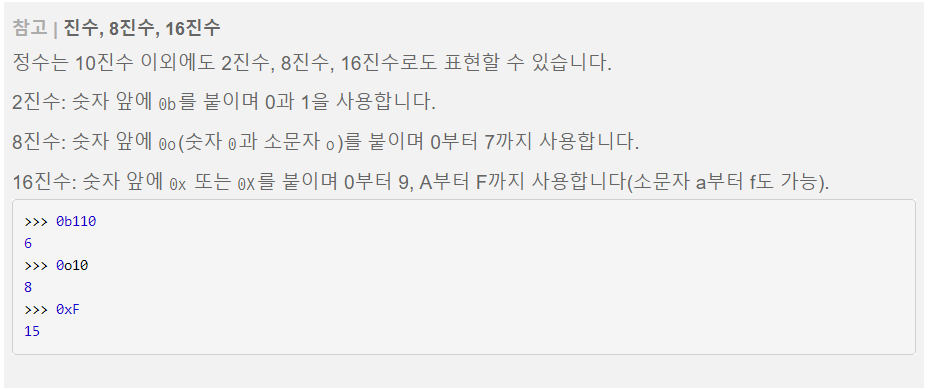 참고 | 진수, 8진수, 16진수
정수는 10진수 이외에도 2진수, 8진수, 16진수로도 표현할 수 있습니다.
2진수: 숫자 앞에 0b를 붙이며 0과 1을 사용합니다.
8진수: 숫자 앞에 0o(숫자 0과 소문자 o)를 붙이며 0부터 7까지 사용합니다.
16진수: 숫자 앞에 0x 또는 0X를 붙이며 0부터 9, A부터 F까지 사용합니다(소문자 a부터 f도 가능).
>>> 0b110
6
>>> 0o10
8
>>> 0xF
15